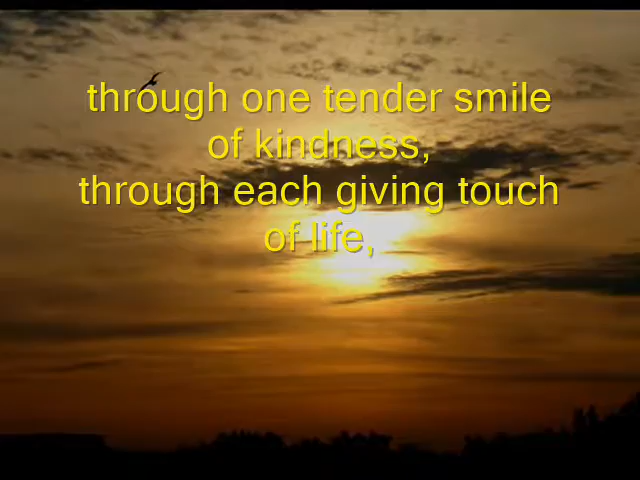 through one tender smile
of kindness,
through each giving touch
of life,